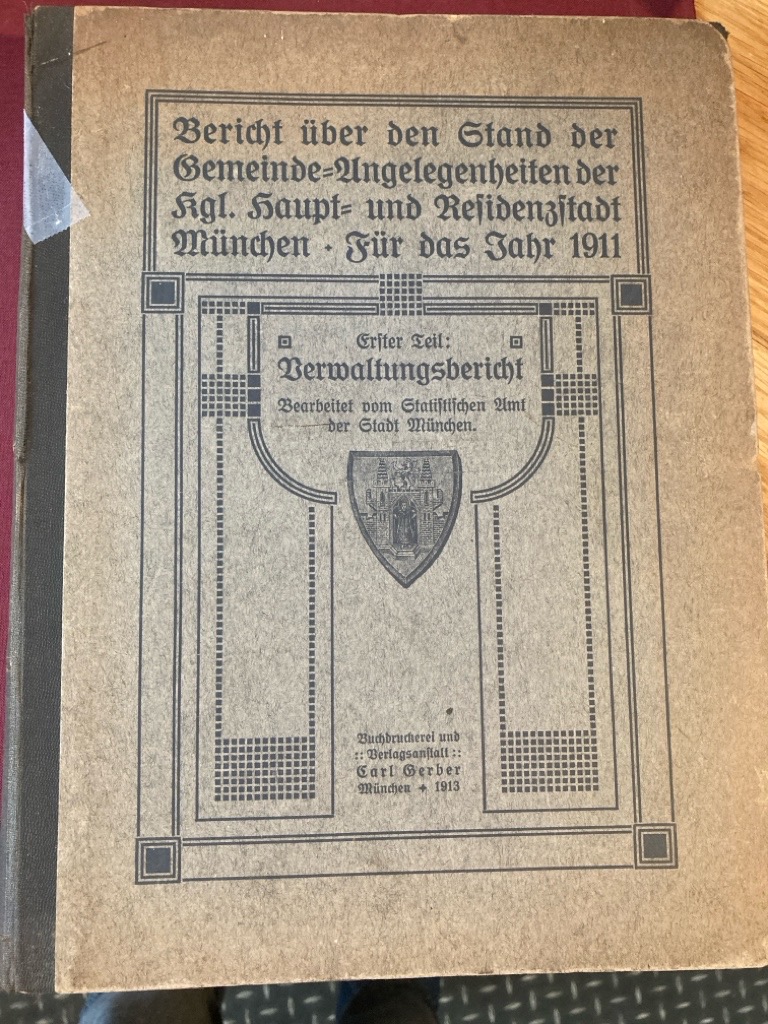 Bericht über den Stand der
Gemeinde-Angelegenheiten der
Kgl. Haupt- und Residenzstadt
München · Für das Jahr 1911
Erster Teil:
Verwaltungsbericht
Bearbeitet vom Statistischen Amt
der Stadt München.
Buchdruckerei und
:: Verlagsanstalt ::
Carl Gerber
München + 1913